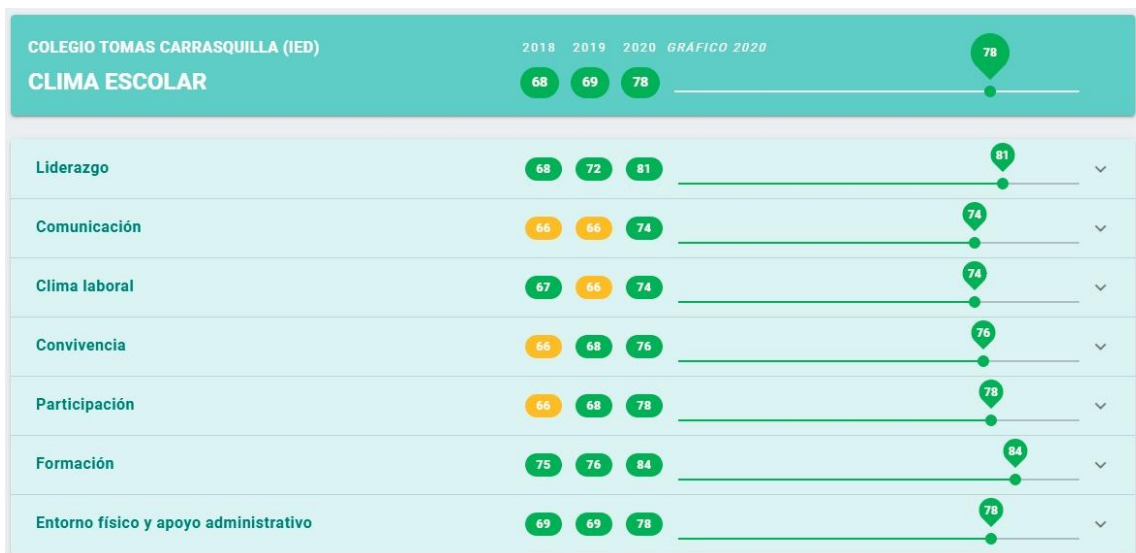 COLEGIO TOMAS CARRASQUILLA (IED) 2018 2019 2020 GRÁFICO 2020
CLIMA ESCOLAR 68 69 78 78
Liderazgo 68 72 81 81
Comunicación 66 66 74 74
Clima laboral 67 66 74 74
Convivencia 66 68 76 76
Participación 66 68 78 78
Formación 75 76 84 84
Entorno físico y apoyo administrativo 69 69 78 78